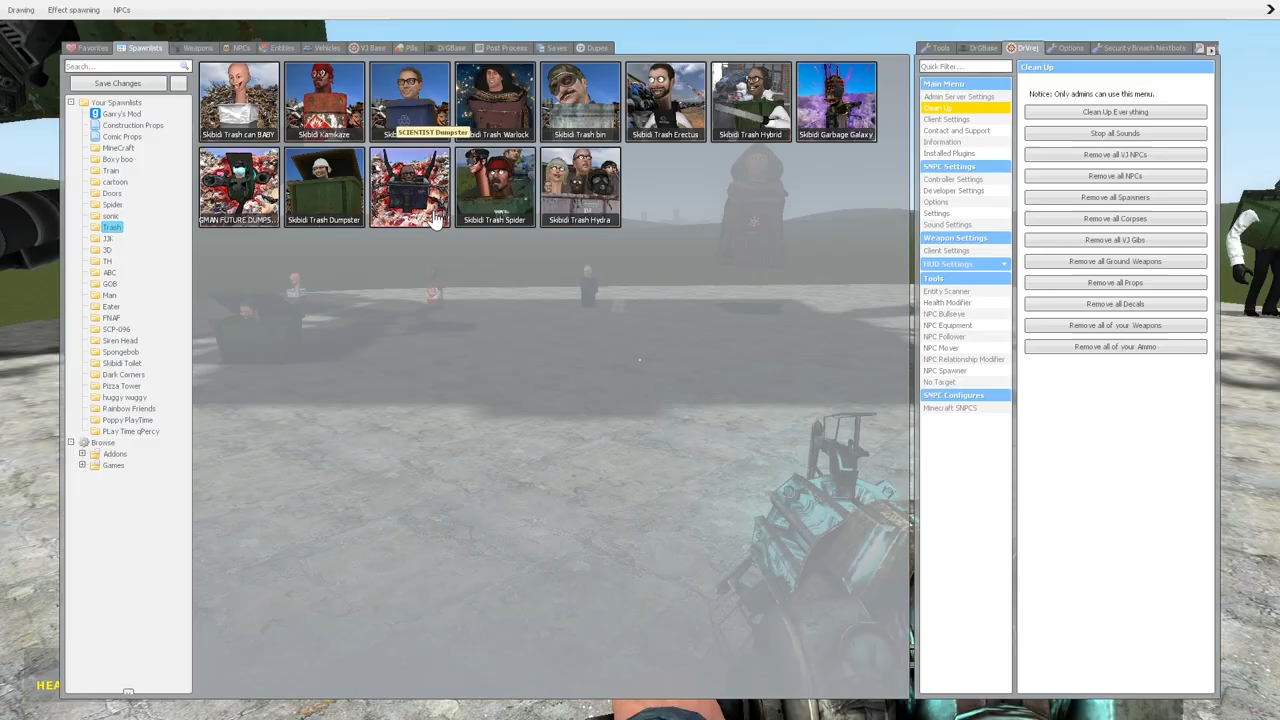 Drawing Effect spawning NPCs
Favorites Spawnlists Weapons NPCs Entities Vehicles VJ Base Pills DrGBase Post Process Saves Dupes
Search...
Save Changes
Your Spawnlists
Garry's Mod
Construction Props
Comic Props
MineCraft
Boxy boo
Train
cartoon
Doors
Spider
sonic
Trash
JJk
3D
TH
ABC
GOB
Man
Eater
FNAF
SCP-096
Siren Head
Spongebob
Skibidi Toilet
Dark Corners
Pizza Tower
huggy wuggy
Rainbow Friends
Poppy PlayTime
PLay Time qPercy
Browse
Addons
Games
Skibidi Trash can BABY
Skibidi Kamikaze
SCIENTIST Dumpster
Trash Warlock
Skibidi Trash bin
Skibidi Trash Erectus
Skibidi Trash Hybrid
Skibidi Garbage Galaxy
GMAN FUTURE DUMPS...
Skibidi Trash Dumpster
Skibidi Trash Spider
Skibidi Trash Hydra
HEA
Tools DrGBase DrVrej Options Security Breach Nextbots
Quick Filter...
Main Menu
Admin Server Settings
Clean Up
Client Settings
Contact and Support
Information
Installed Plugins
SNPC Settings
Controller Settings
Developer Settings
Options
Settings
Sound Settings
Weapon Settings
Client Settings
HUD Settings
Tools
Entity Scanner
Health Modifier
NPC Bullseye
NPC Equipment
NPC Follower
NPC Mover
NPC Relationship Modifier
NPC Spawner
No Target
SNPC Configures
Minecraft SNPCS
Clean Up
Notice: Only admins can use this menu.
Clean Up Everything
Stop all Sounds
Remove all VJ NPCs
Remove all NPCs
Remove all Spawners
Remove all Corpses
Remove all VJ Gibs
Remove all Ground Weapons
Remove all Props
Remove all Decals
Remove all of your Weapons
Remove all of your Ammo